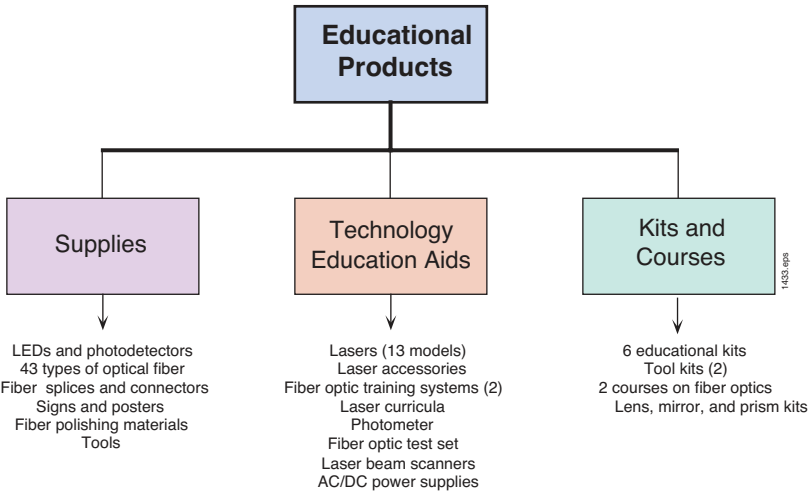 Educational
Products
Supplies
Technology
Education Aids
Kits and
Courses
1433.eps
LEDs and photodetectors
43 types of optical fiber
Fiber splices and connectors
Signs and posters
Fiber polishing materials
Tools
Lasers (13 models)
Laser accessories
Fiber optic training systems (2)
Laser curricula
Photometer
Fiber optic test set
Laser beam scanners
AC/DC power supplies
6 educational kits
Tool kits (2)
2 courses on fiber optics
Lens, mirror, and prism kits